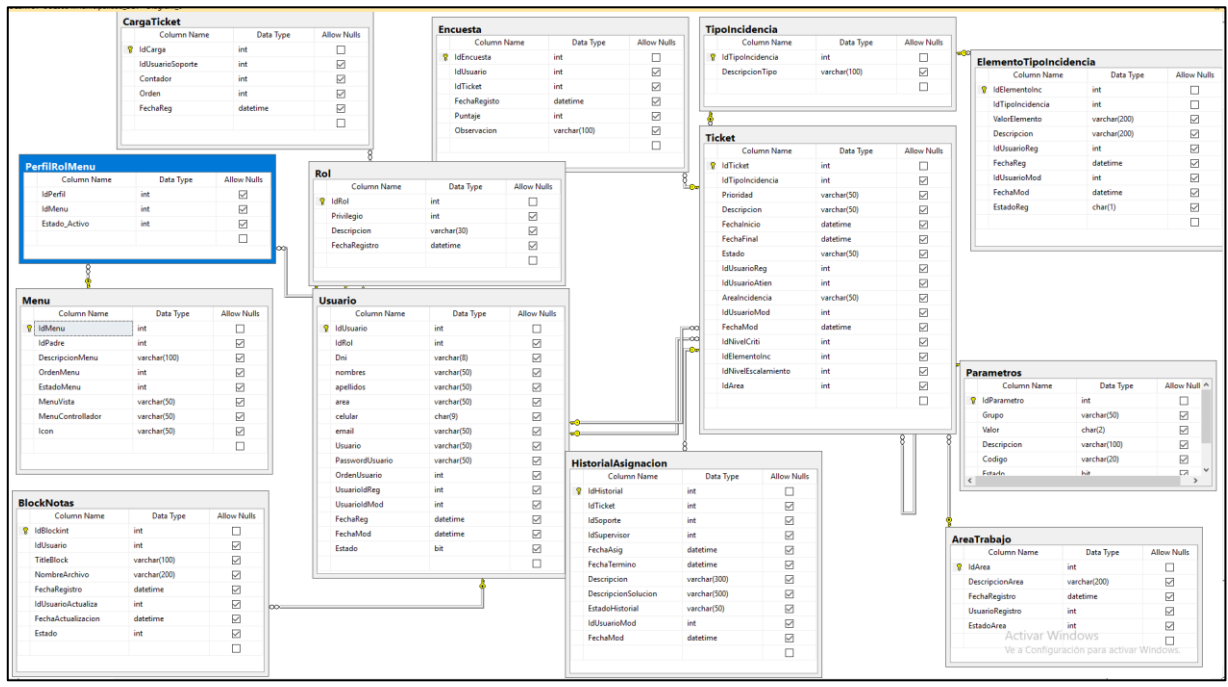 CargaTicket
Column Name Data Type Allow Nulls
IdCarga int
IdUsuarioSoporte int
Contador int
Orden int
FechaReg datetime
Encuesta
Column Name Data Type Allow Nulls
IdEncuesta int
IdUsuario int
IdTicket int
FechaRegisto datetime
Puntaje int
Observacion varchar(100)
TipoIncidencia
Column Name Data Type Allow Nulls
IdTipoIncidencia int
DescripcionTipo varchar(100)
ElementoTipoIncidencia
Column Name Data Type Allow Nulls
IdElementoInc int
IdTipoIncidencia int
ValorElemento varchar(200)
Descripcion varchar(200)
IdUsuarioReg int
FechaReg datetime
IdUsuarioMod int
FechaMod datetime
EstadoReg char(1)
PerfilRolMenu
Column Name Data Type Allow Nulls
IdPerfil int
IdMenu int
Estado_Activo int
Rol
Column Name Data Type Allow Nulls
IdRol int
Privilegio int
Descripcion varchar(30)
FechaRegistro datetime
Ticket
Column Name Data Type Allow Nulls
IdTicket int
IdTipoIncidencia int
Prioridad varchar(50)
Descripcion varchar(50)
FechaInicio datetime
FechaFinal datetime
Estado varchar(50)
IdUsuarioReg int
IdUsuarioAtien int
AreaIncidencia varchar(50)
IdUsuarioMod int
FechaMod datetime
IdNivelCriti int
IdElementoInc int
IdNivelEscalamiento int
IdArea int
Menu
Column Name Data Type Allow Nulls
IdMenu int
IdPadre int
DescripcionMenu varchar(100)
OrdenMenu int
EstadoMenu int
MenuVista varchar(50)
MenuControllador varchar(50)
Icon varchar(50)
Usuario
Column Name Data Type Allow Nulls
IdUsuario int
IdRol int
Dni varchar(8)
nombres varchar(50)
apellidos varchar(50)
area varchar(50)
celular char(9)
email varchar(50)
Usuario varchar(50)
PasswordUsuario varchar(50)
OrdenUsuario int
UsuarioIdReg int
UsuarioIdMod int
FechaReg datetime
FechaMod datetime
Estado bit
Parametros
Column Name Data Type Allow Null
IdParametro int
Grupo varchar(50)
Valor char(2)
Descripcion varchar(100)
Codigo varchar(20)
Estado bit
HistorialAsignacion
Column Name Data Type Allow Nulls
IdHistorial int
IdTicket int
IdSoporte int
IdSupervisor int
FechaAsig datetime
FechaTermino datetime
Descripcion varchar(300)
DescripcionSolucion varchar(500)
EstadoHistorial varchar(50)
IdUsuarioMod int
FechaMod datetime
BlockNotas
Column Name Data Type Allow Nulls
IdBlockint int
IdUsuario int
TitleBlock varchar(100)
NombreArchivo varchar(200)
FechaRegistro datetime
IdUsuarioActualiza int
FechaActualizacion datetime
Estado int
AreaTrabajo
Column Name Data Type Allow Nulls
IdArea int
DescripcionArea varchar(200)
FechaRegistro datetime
UsuarioRegistro int
EstadoArea int
Activar Windows
Ve a Configuración para activar Windows.